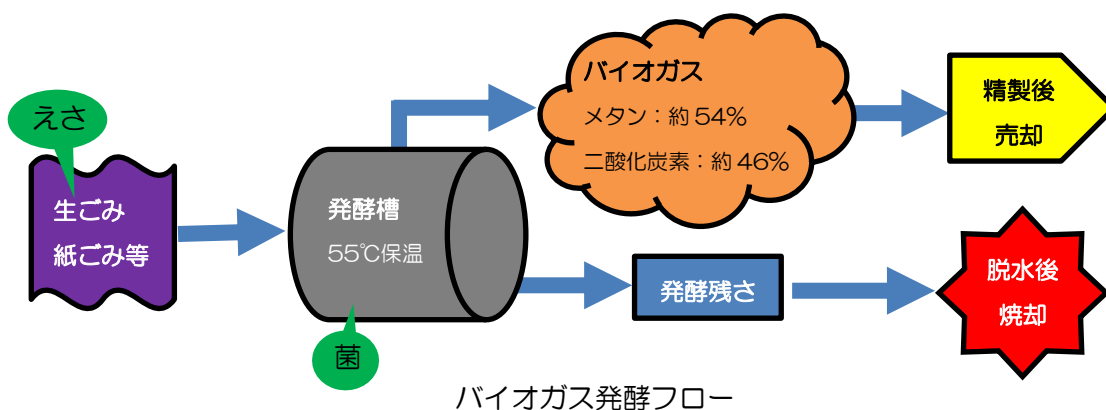 えさ
生ごみ
紙ごみ等
発酵槽
55℃保温
菌
バイオガス
メタン：約 54%
二酸化炭素：約 46%
精製後
売却
発酵残さ
脱水後
焼却
バイオガス発酵フロー